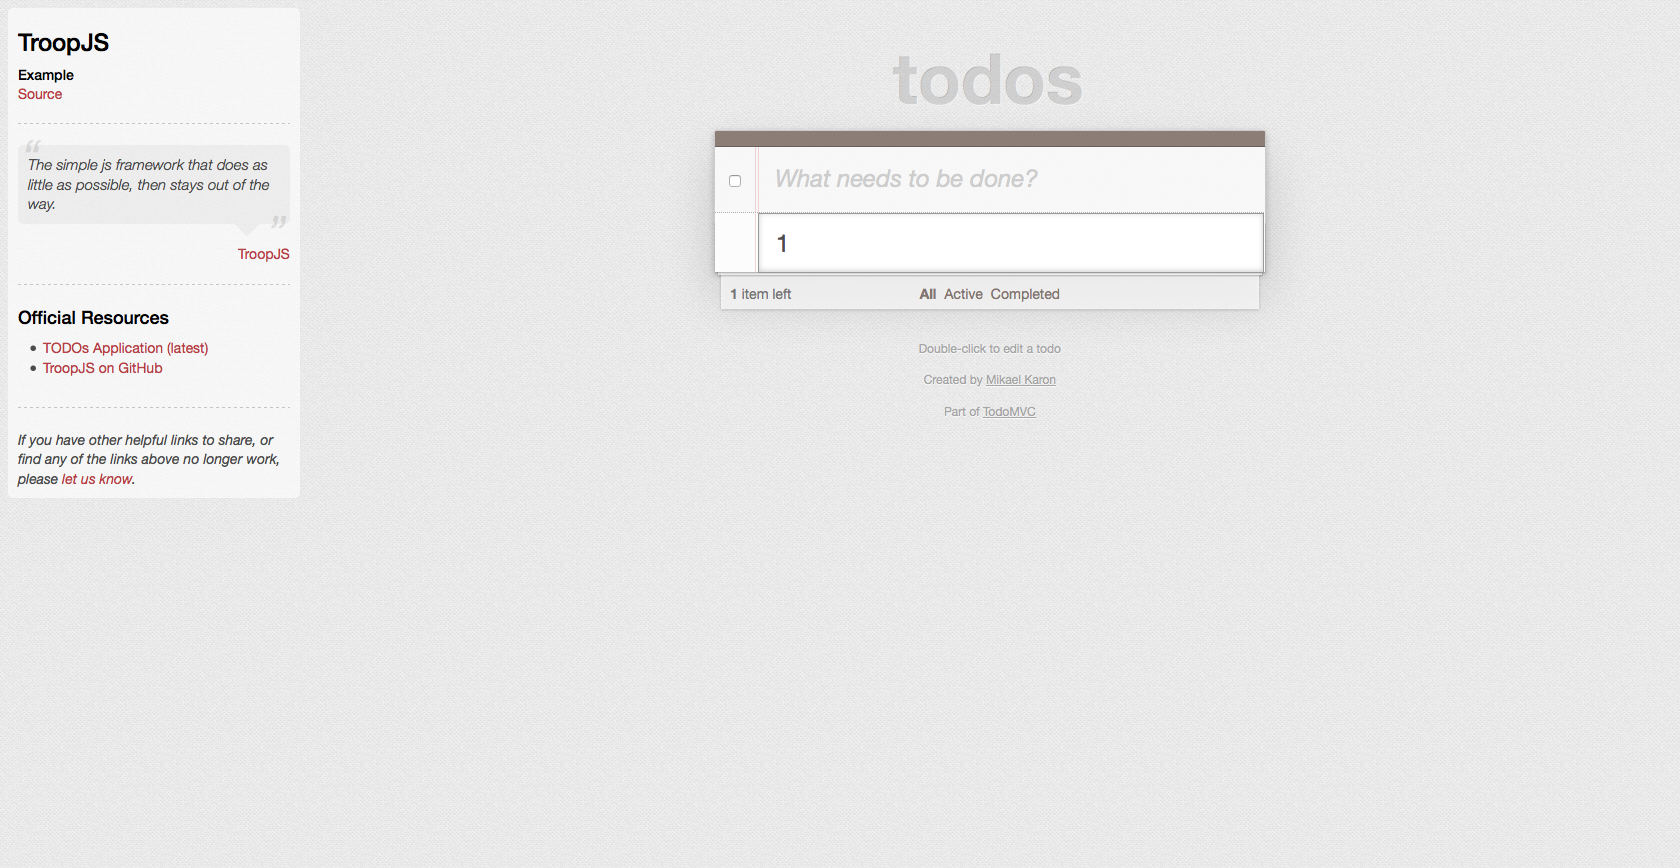 TroopJS
Example
Source
“
The simple js framework that does as
little as possible, then stays out of the
way.
”
TroopJS
Official Resources
• TODOs Application (latest)
• TroopJS on GitHub
If you have other helpful links to share, or
find any of the links above no longer work,
please let us know.
todos
What needs to be done?
1
1 item left All Active Completed
Double-click to edit a todo
Created by Mikael Karon
Part of TodoMVC